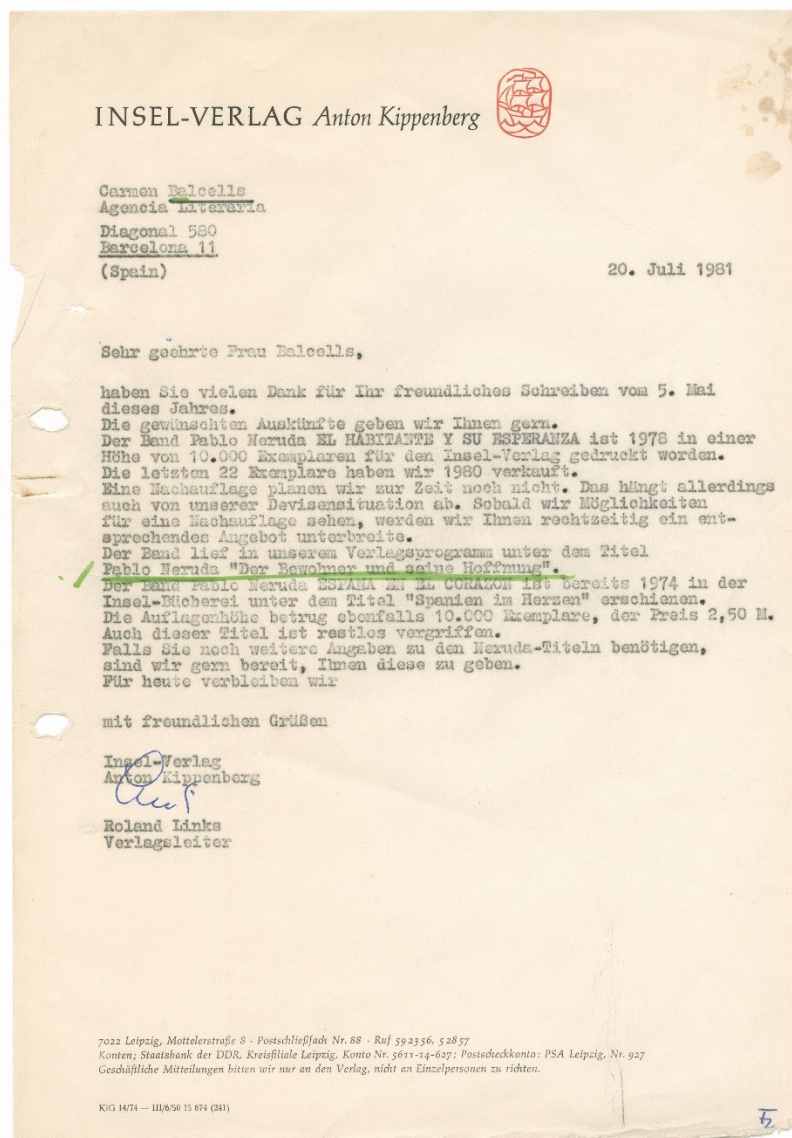 INSEL-VERLAG Anton Kippenberg
Carmen Balcells
Agencia Literaria
Diagonal 580
Barcelona 11
(Spain)
20. Juli 1981
Sehr geehrte Frau Balcells,
haben Sie vielen Dank für Ihr freundliches Schreiben vom 5. Mai
dieses Jahres.
Die gewünschten Auskünfte geben wir Ihnen gern.
Der Band Pablo Neruda EL HABITANTE Y SU ESPERANZA ist 1978 in einer
Höhe von 10.000 Exemplaren für den Insel-Verlag gedruckt worden.
Die letzten 22 Exemplare haben wir 1980 verkauft.
Eine Nachauflage planen wir zur Zeit noch nicht. Das hängt allerdings
auch von unserer Devisensituation ab. Sobald wir Möglichkeiten
für eine Nachauflage sehen, werden wir Ihnen rechtzeitig ein ent-
sprechendes Angebot unterbreite.
Der Band lief in unserem Verlagsprogramm unter dem Titel
Pablo Neruda "Der Bewohner und seine Hoffnung".
Der Band Pablo Neruda ESPANA EN EL CORAZON ist bereits 1974 in der
Insel-Bücherei unter dem Titel "Spanien im Herzen" erschienen.
Die Auflagenhöhe betrug ebenfalls 10.000 Exemplare, der Preis 2,50 M.
Auch dieser Titel ist restlos vergriffen.
Falls Sie noch weitere Angaben zu den Neruda-Titeln benötigen,
sind wir gern bereit, Ihnen diese zu geben.
Für heute verbleiben wir
mit freundlichen Grüßen
Insel-Verlag
Anton Kippenberg
Roland Links
Verlagsleiter
7022 Leipzig, Mottelerstraße 8 · Postschließfach Nr. 88 · Ruf 592356, 52857
Konten; Staatsbank der DDR, Kreisfiliale Leipzig, Konto Nr. 5611-14-627; Postscheckkonto: PSA Leipzig, Nr. 927
Geschäftliche Mitteilungen bitten wir nur an den Verlag, nicht an Einzelpersonen zu richten.
KiG 14/74 — III/6/50 15 674 (241)